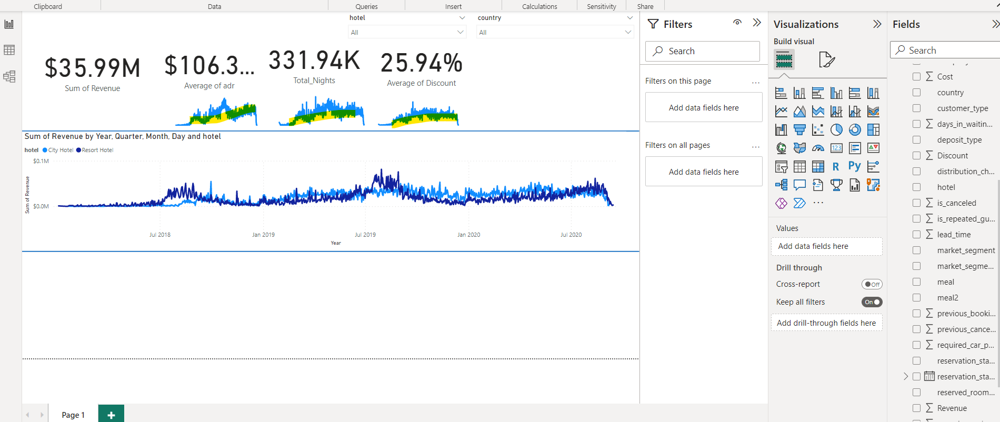 Clipboard
Data
Queries
Insert
Calculations
Sensitivity
Share
hotel
All
country
All
$35.99M
Sum of Revenue
$106.3...
Average of adr
331.94K
Total_Nights
25.94%
Average of Discount
Sum of Revenue by Year, Quarter, Month, Day and hotel
hotel City Hotel Resort Hotel
$0.1M
$0.0M
Sum of Revenue
Jul 2018
Jan 2019
Jul 2019
Jan 2020
Jul 2020
Year
Page 1
+
Filters
Search
Filters on this page ...
Add data fields here
Filters on all pages ...
Add data fields here
Visualizations
Build visual
123
R
Py
...
Values
Add data fields here
Drill through
Cross-report
Off
Keep all filters
On
Add drill-through fields here
Fields
Search
Cost
country
customer_type
days_in_waitin...
deposit_type
Discount
distribution_ch...
hotel
is_canceled
is_repeated_gu...
lead_time
market_segment
market_segme...
meal
meal2
previous_booki...
previous_cance...
required_car_p...
reservation_sta...
reservation_sta...
reserved_room...
Revenue